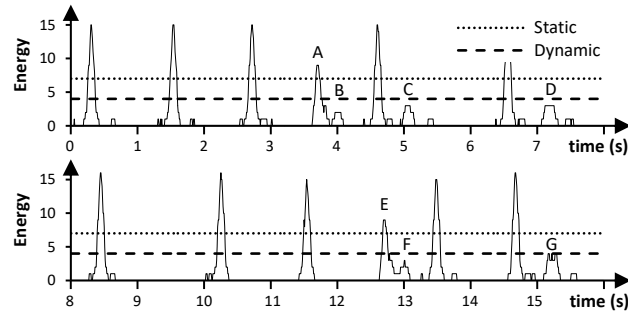 Energy
15
10
5
0
Static
Dynamic
A
B
C
D
0 1 2 3 4 5 6 7 time (s)
Energy
15
10
5
0
E
F
G
8 9 10 11 12 13 14 15 time (s)